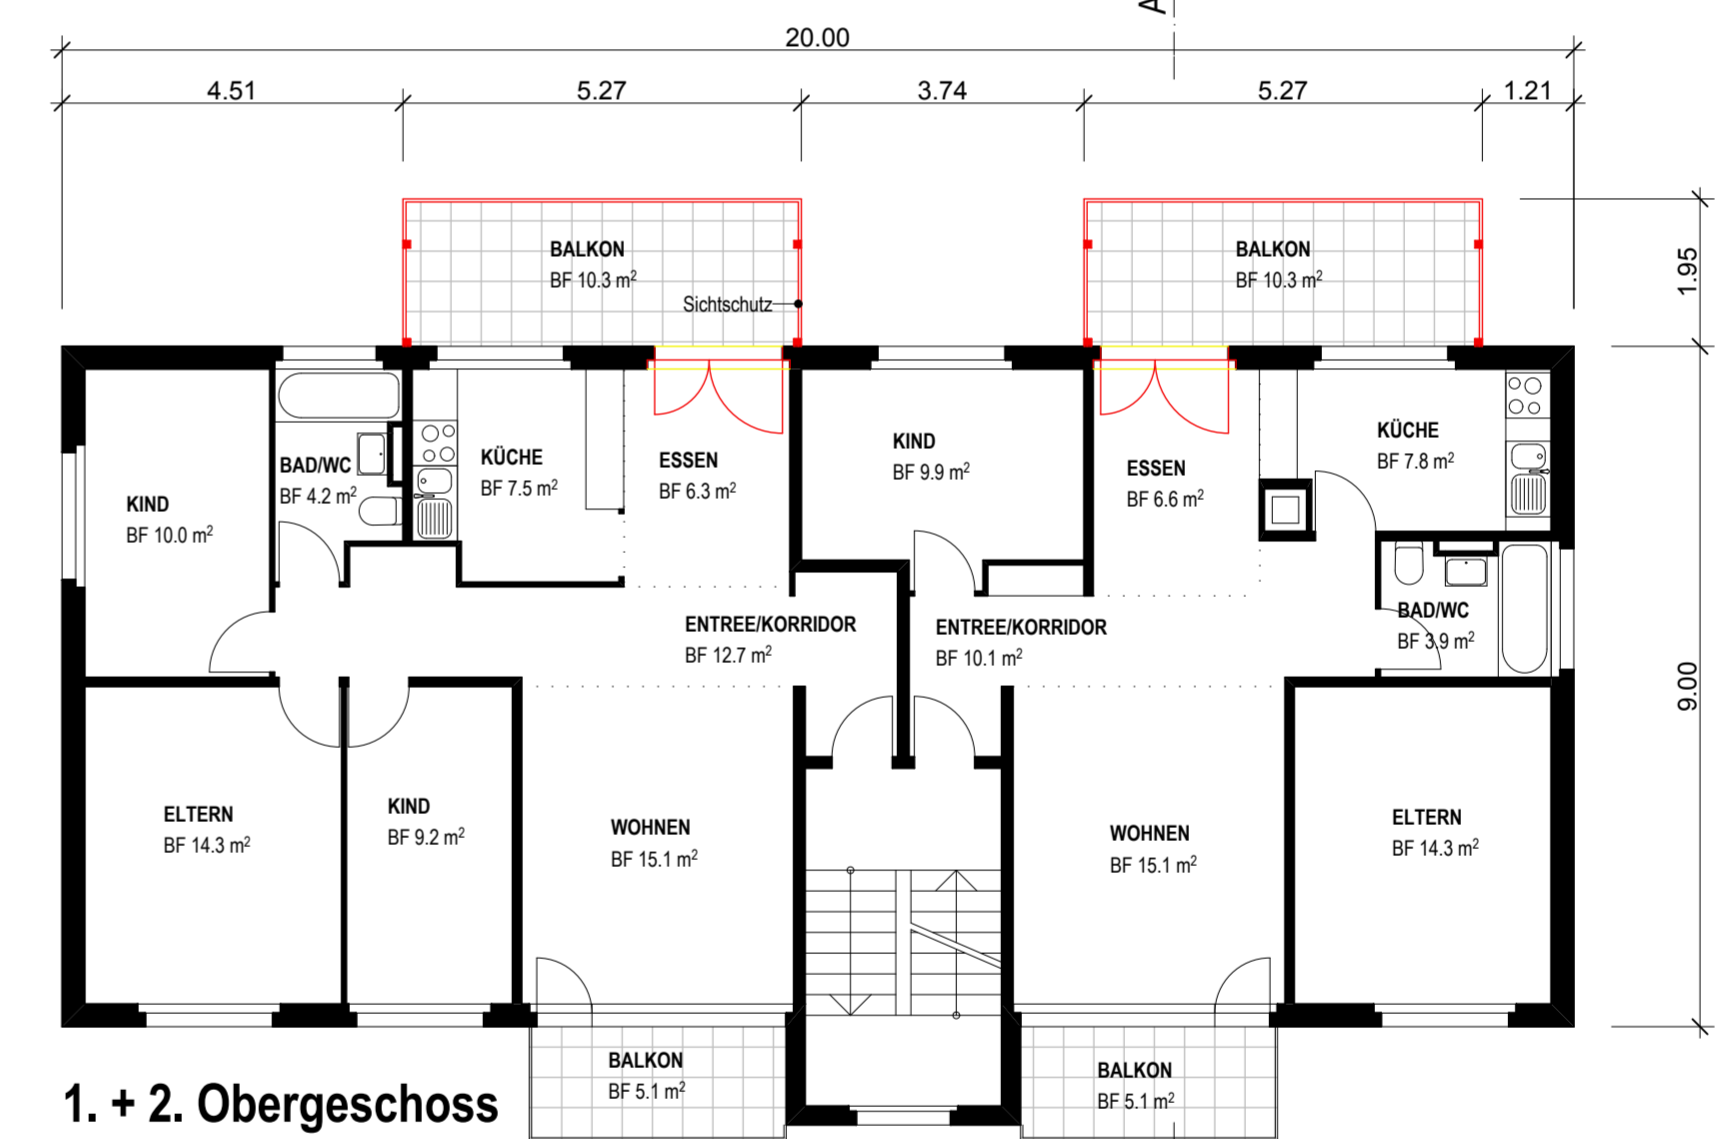 A
20.00
4.51
5.27
3.74
5.27
1.21
BALKON
BF 10.3 m²
Sichtschutz
BALKON
BF 10.3 m²
1.95
KIND
BF 10.0 m²
BAD/WC
BF 4.2 m²
KÜCHE
BF 7.5 m²
ESSEN
BF 6.3 m²
KIND
BF 9.9 m²
ESSEN
BF 6.6 m²
KÜCHE
BF 7.8 m²
ENTREE/KORRIDOR
BF 12.7 m²
ENTREE/KORRIDOR
BF 10.1 m²
BAD/WC
BF 3.9 m²
9.00
ELTERN
BF 14.3 m²
KIND
BF 9.2 m²
WOHNEN
BF 15.1 m²
WOHNEN
BF 15.1 m²
ELTERN
BF 14.3 m²
BALKON
BF 5.1 m²
BALKON
BF 5.1 m²
1. + 2. Obergeschoss